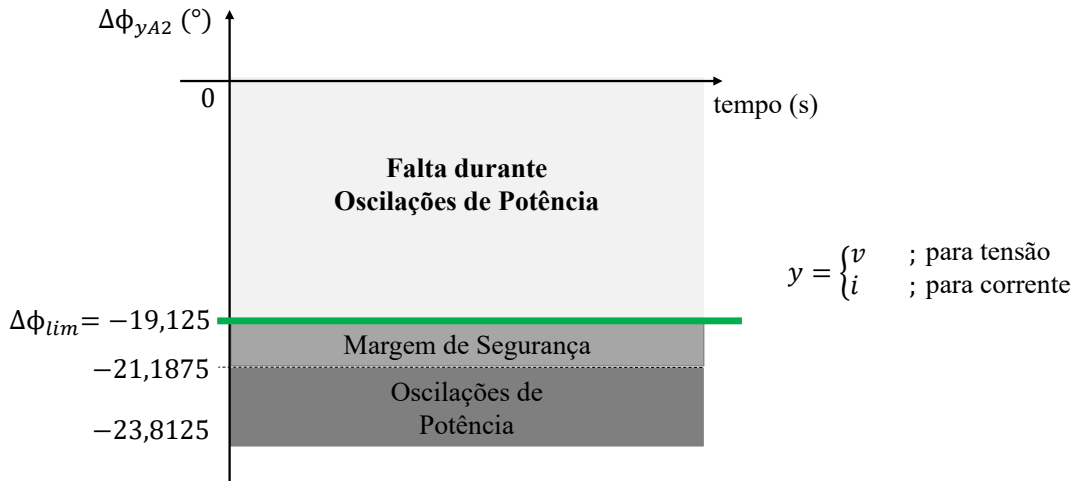 Δϕ_{yA2} (°)
0
tempo (s)
Falta durante
Oscilações de Potência
y = {v ; para tensão
i ; para corrente
Δϕ_{lim}= −19,125
Margem de Segurança
−21,1875
Oscilações de
Potência
−23,8125